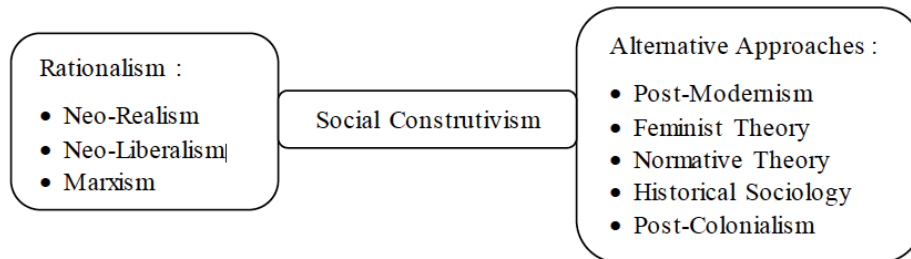 Rationalism :
• Neo-Realism
• Neo-Liberalism
• Marxism
Social Construtivism
Alternative Approaches :
• Post-Modernism
• Feminist Theory
• Normative Theory
• Historical Sociology
• Post-Colonialism